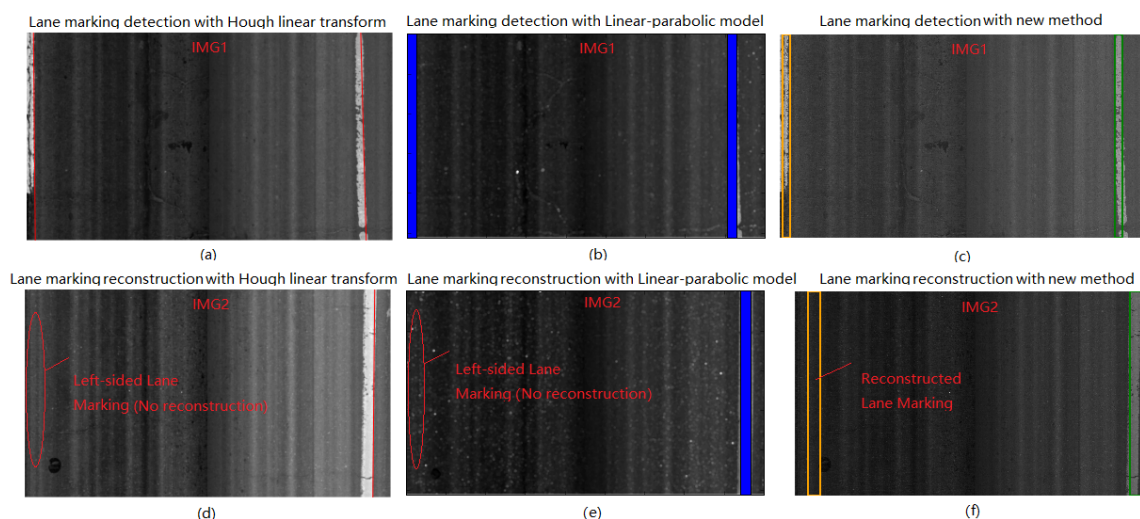 Lane marking detection with Hough linear transform
Lane marking detection with Linear-parabolic model
Lane marking detection with new method
IMG1
IMG1
IMG1
(a)
(b)
(c)
Lane marking reconstruction with Hough linear transform
Lane marking reconstruction with Linear-parabolic model
Lane marking reconstruction with new method
IMG2
IMG2
IMG2
Left-sided Lane
Marking (No reconstruction)
Left-sided Lane
Marking (No reconstruction)
Reconstructed
Lane Marking
(d)
(e)
(f)